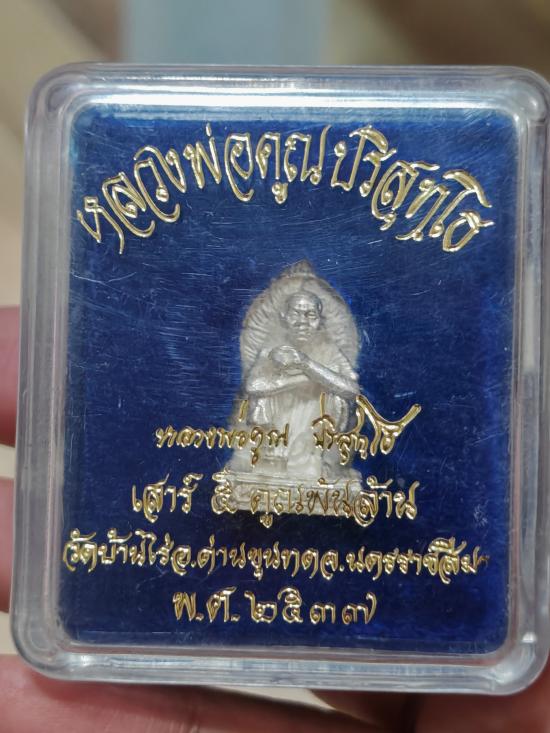 หลวงพ่อคูณปริสุทฺโธ
หลวงพ่อคูณ ปริสุทฺโธ
เสาร์ ๕ คูณพันล้าน
วัดบ้านไร่อ.ด่านขุนทดจ.นครราชสีมา
พ.ศ.๒๕๓๗